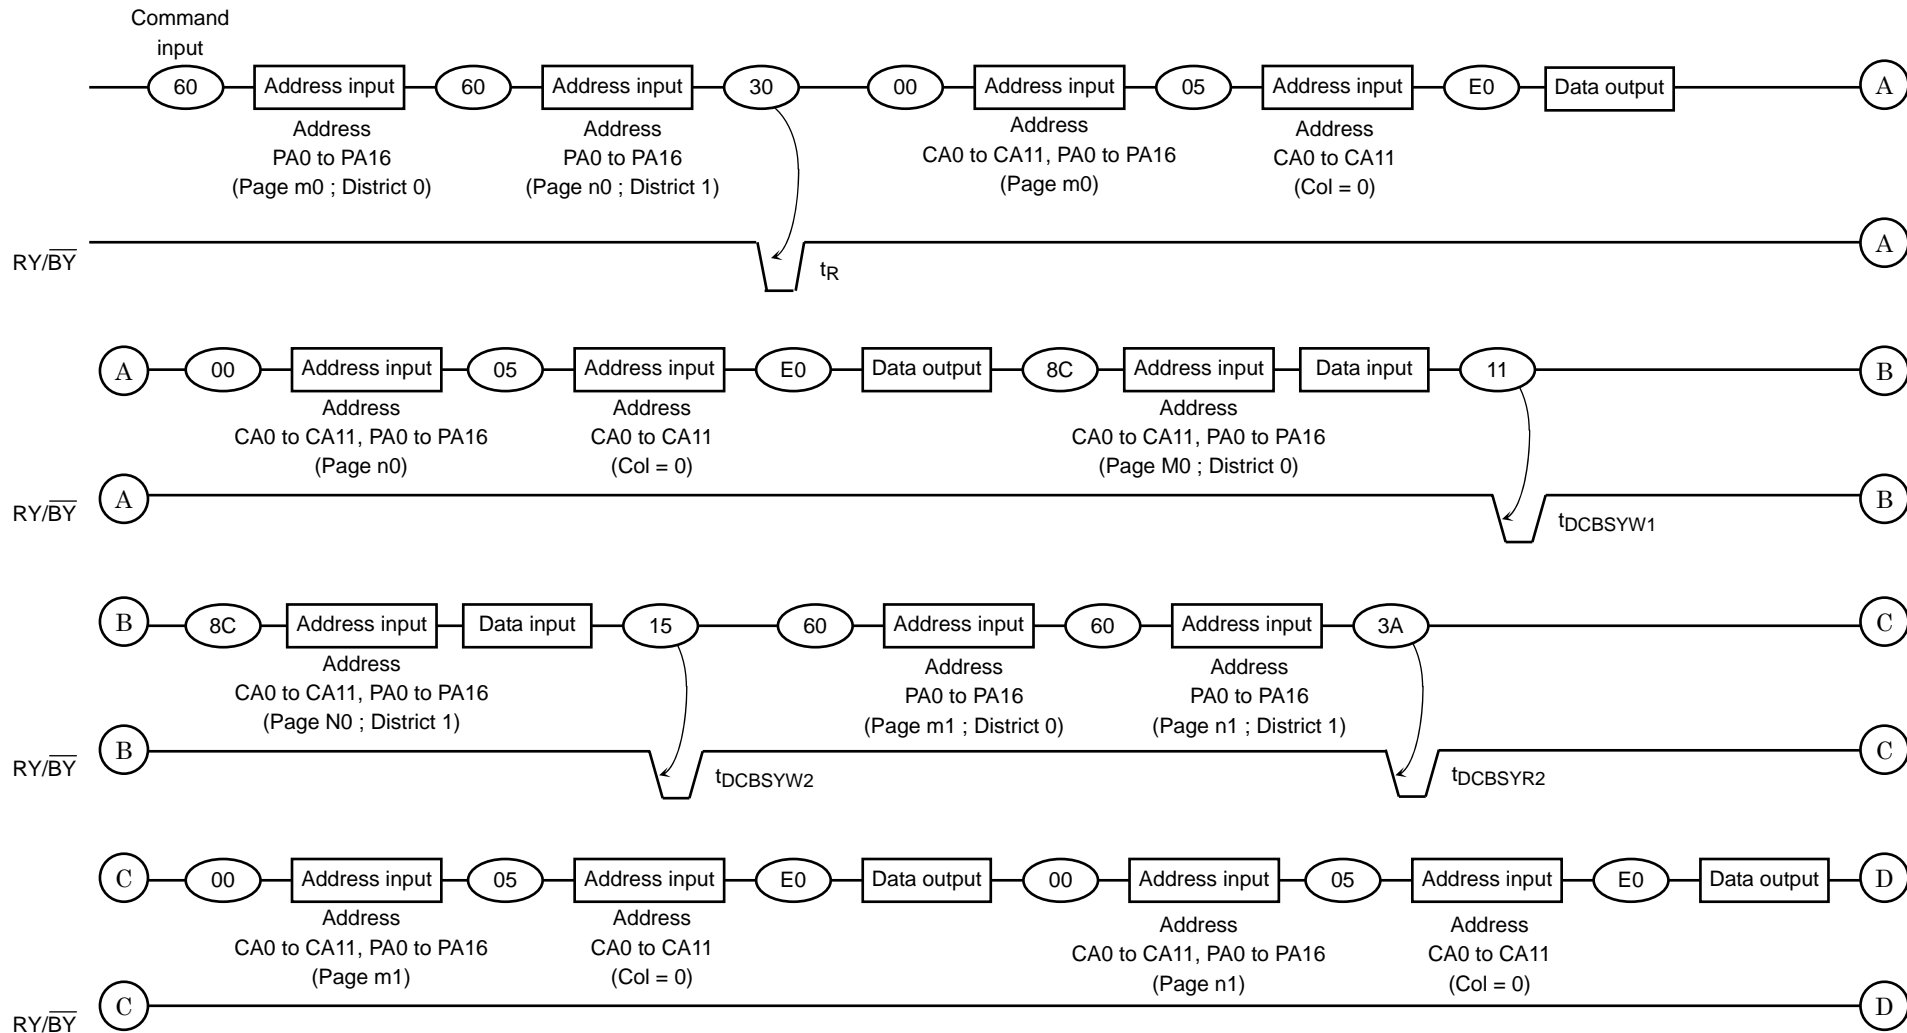 Command
input
60 Address input 60 Address input 30 00 Address input 05 Address input E0 Data output A
Address
PA0 to PA16
(Page m0 ; District 0)
Address
PA0 to PA16
(Page n0 ; District 1)
Address
CA0 to CA11, PA0 to PA16
(Page m0)
Address
CA0 to CA11
(Col = 0)
RY/BY tR A
A 00 Address input 05 Address input E0 Data output 8C Address input Data input 11 B
Address
CA0 to CA11, PA0 to PA16
(Page n0)
Address
CA0 to CA11
(Col = 0)
Address
CA0 to CA11, PA0 to PA16
(Page M0 ; District 0)
RY/BY A tDCBSYW1 B
B 8C Address input Data input 15 60 Address input 60 Address input 3A C
Address
CA0 to CA11, PA0 to PA16
(Page N0 ; District 1)
Address
PA0 to PA16
(Page m1 ; District 0)
Address
PA0 to PA16
(Page n1 ; District 1)
RY/BY B tDCBSYW2 tDCBSYR2 C
C 00 Address input 05 Address input E0 Data output 00 Address input 05 Address input E0 Data output D
Address
CA0 to CA11, PA0 to PA16
(Page m1)
Address
CA0 to CA11
(Col = 0)
Address
CA0 to CA11, PA0 to PA16
(Page n1)
Address
CA0 to CA11
(Col = 0)
RY/BY C D